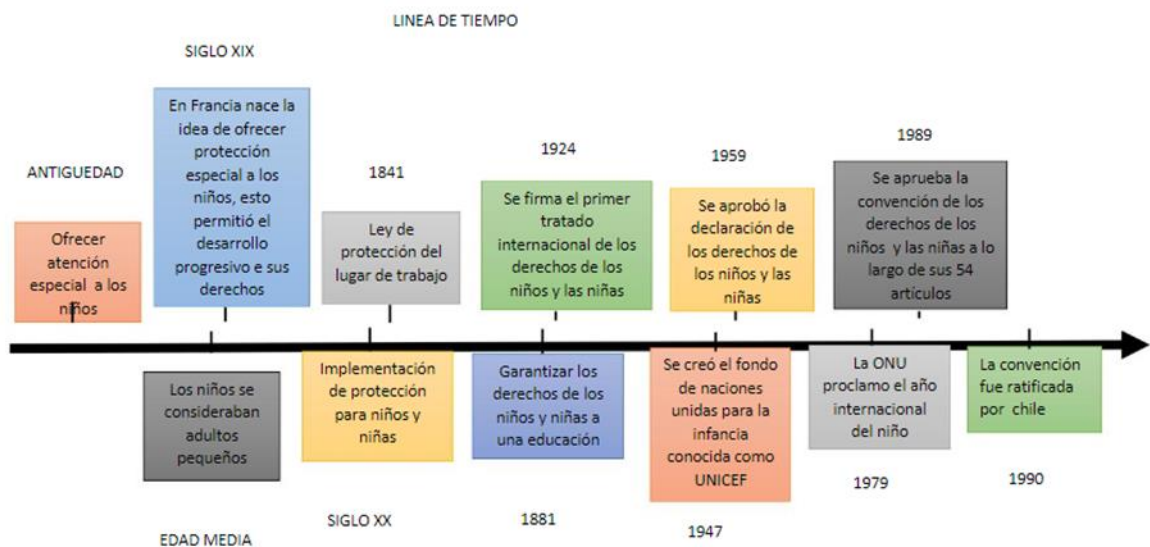 LINEA DE TIEMPO
SIGLO XIX
En Francia nace la
idea de ofrecer
protección
especial a los
niños, esto
permitió el
desarrollo
progresivo e sus
derechos
ANTIGUEDAD
Ofrecer
atención
especial a los
niños
1841
Ley de
protección del
lugar de trabajo
1924
Se firma el primer
tratado
internacional de los
derechos de los
niños y las niñas
1959
Se aprobó la
declaración de
los derechos de
los niños y las
niñas
1989
Se aprueba la
convención de los
derechos de los
niños y las niñas a lo
largo de sus 54
artículos
Los niños se
consideraban
adultos
pequeños
EDAD MEDIA
Implementación
de protección
para niños y
niñas
SIGLO XX
Garantizar los
derechos de los
niños y niñas a
una educación
1881
Se creó el fondo
de naciones
unidas para la
infancia
conocida como
UNICEF
1947
La ONU
proclamo el año
internacional
del niño
1979
La convención
fue ratificada
por chile
1990